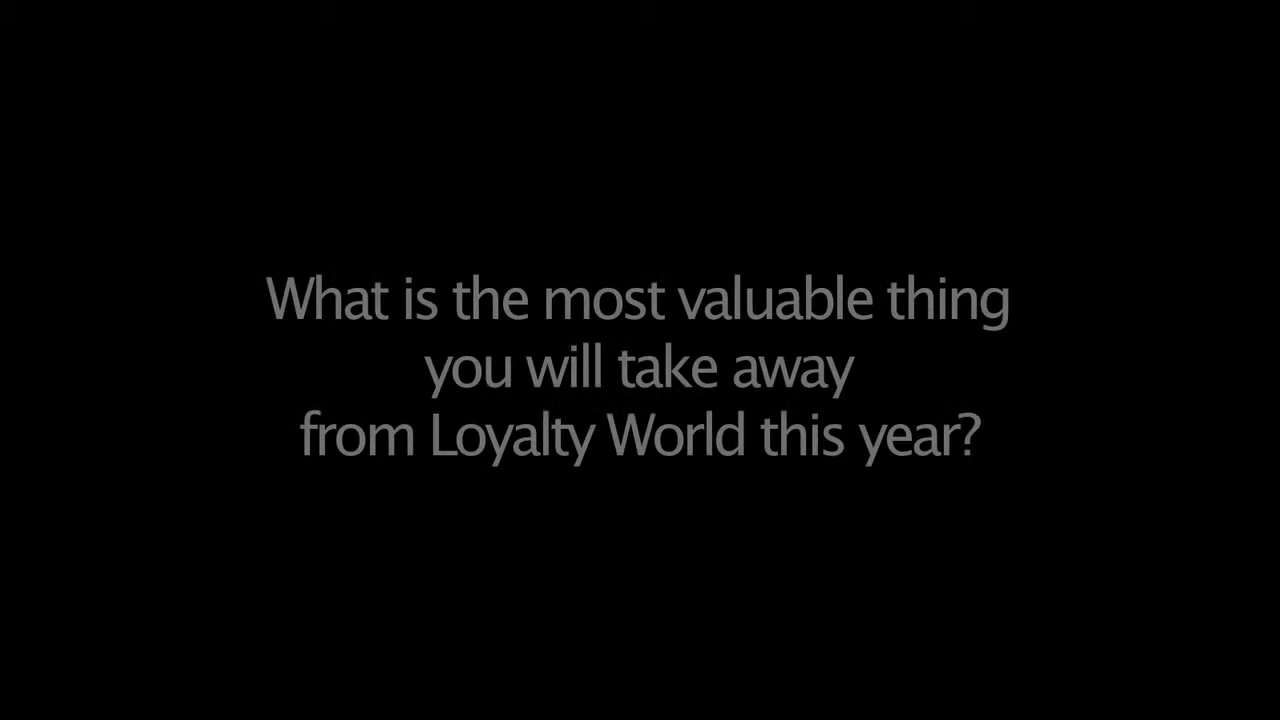 What is the most valuable thing
you will take away
from Loyalty World this year?